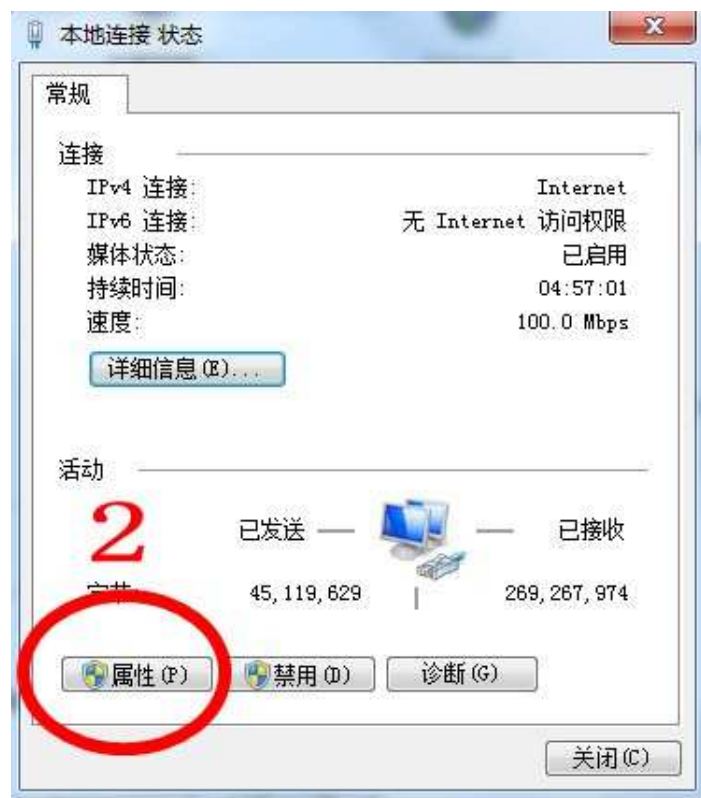 本地连接 状态
常规
连接
IPv4 连接: Internet
IPv6 连接: 无 Internet 访问权限
媒体状态: 已启用
持续时间: 04:57:01
速度: 100.0 Mbps
详细信息(E)...
活动
2
已发送 — — 已接收
45,119,629 | 269,267,974
属性(P) 禁用(D) 诊断(G)
关闭(C)